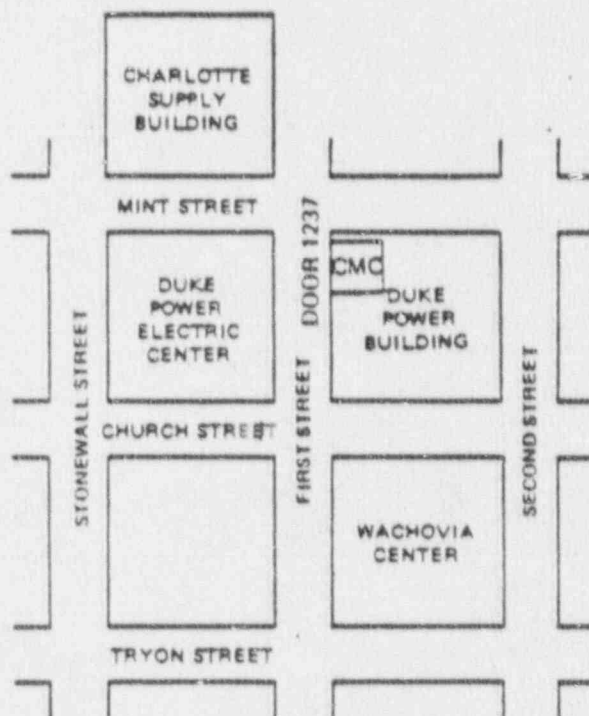 CHARLOTTE
SUPPLY
BUILDING
MINT STREET
DOOR 1237
CMC
DUKE
POWER
ELECTRIC
CENTER
DUKE
POWER
BUILDING
STONEWALL STREET
CHURCH STREET
FIRST STREET
SECOND STREET
WACHOVIA
CENTER
TRYON STREET